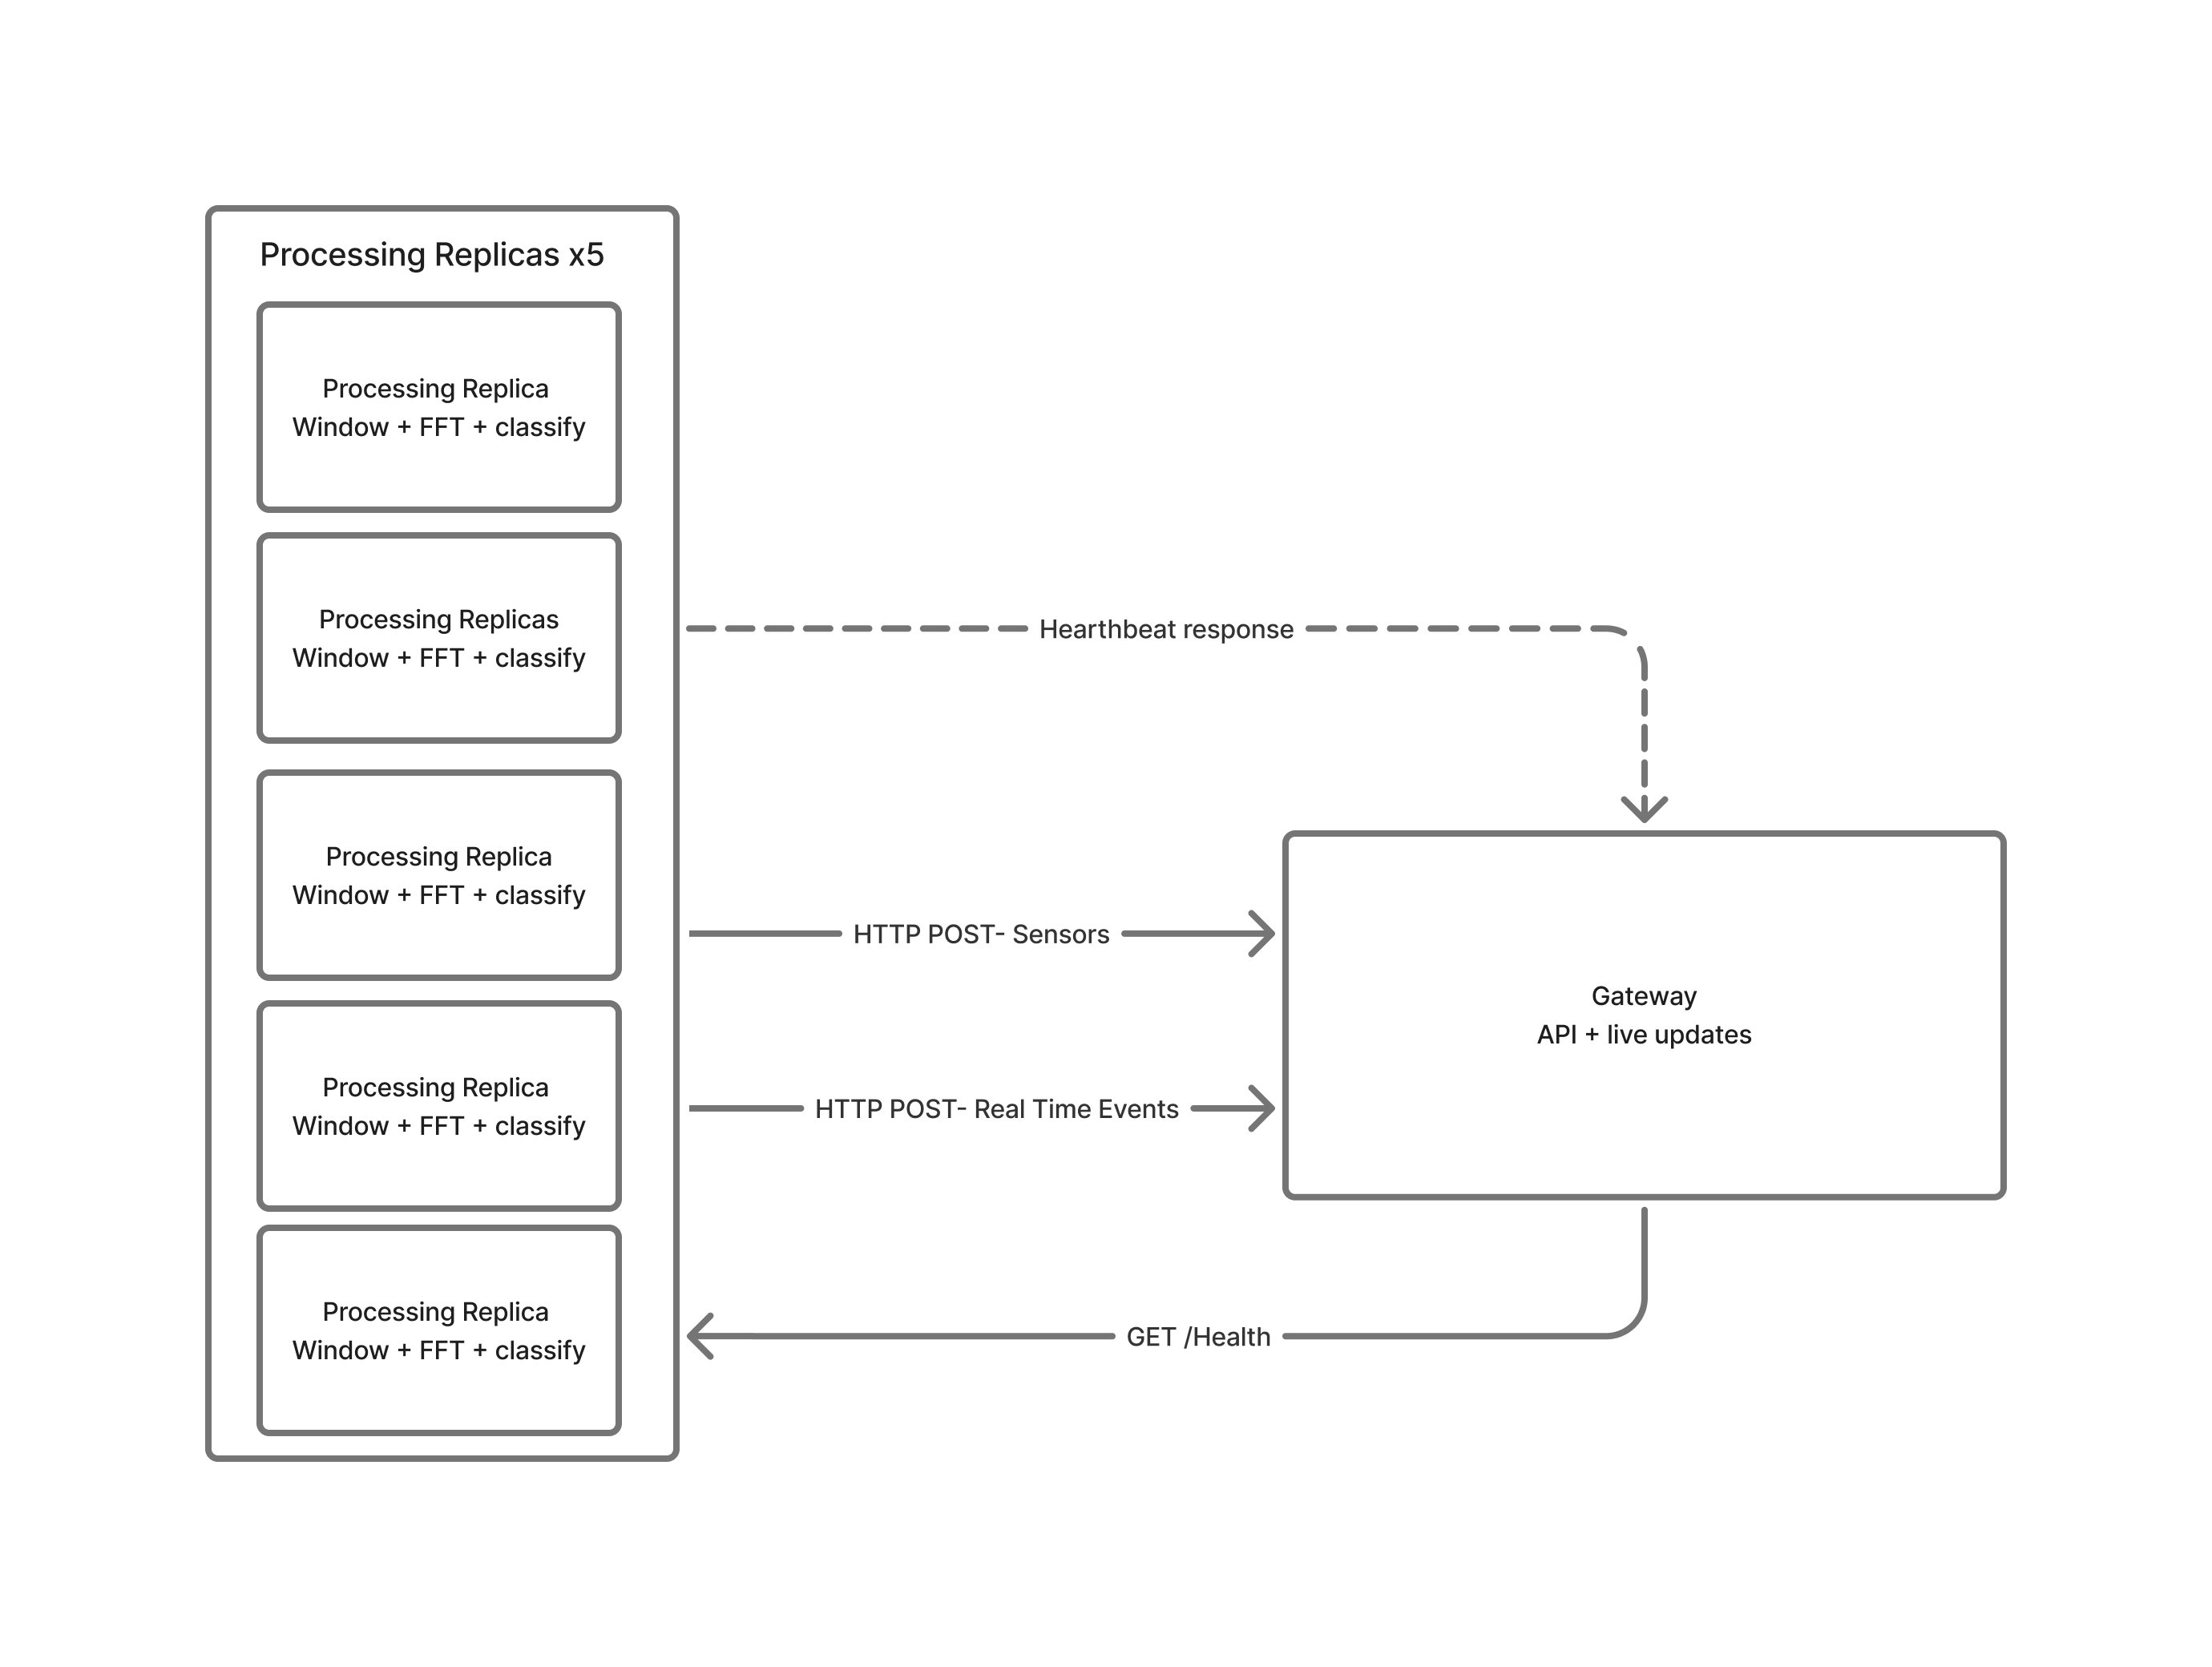 Processing Replicas x5
Processing Replica
Window + FFT + classify
Processing Replicas
Window + FFT + classify
Processing Replica
Window + FFT + classify
Processing Replica
Window + FFT + classify
Processing Replica
Window + FFT + classify
Hearthbeat response
HTTP POST- Sensors
HTTP POST- Real Time Events
GET /Health
Gateway
API + live updates